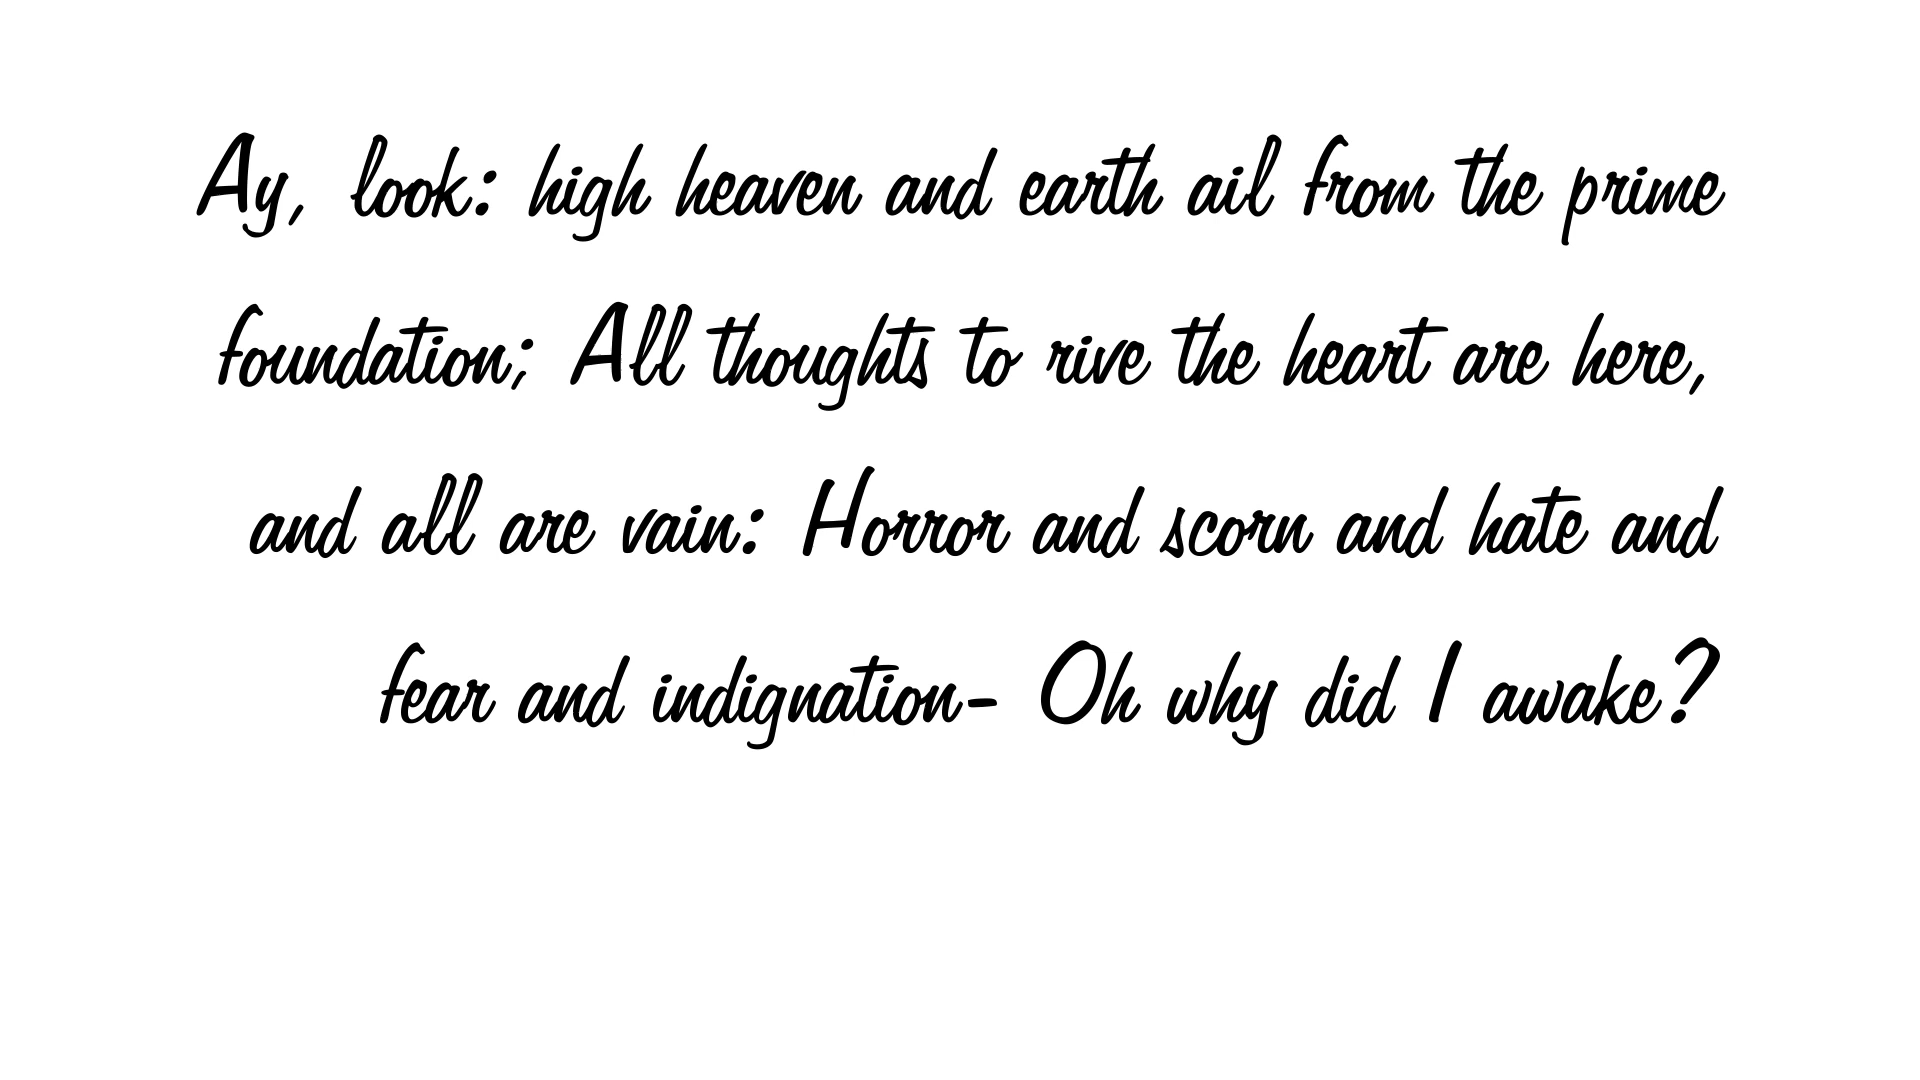 Ay, look: high heaven and earth ail from the prime
foundation; All thoughts to rive the heart are here,
and all are vain: Horror and scorn and hate and
fear and indignation- Oh why did I awake?